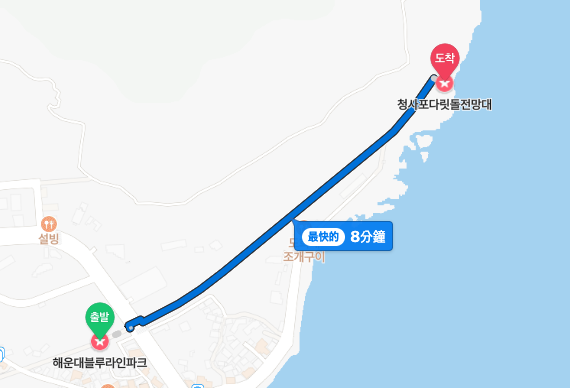 도착
청사포다릿돌전망대
설빙
最快的 8分鐘
조개구이
출발
해운대블루라인파크